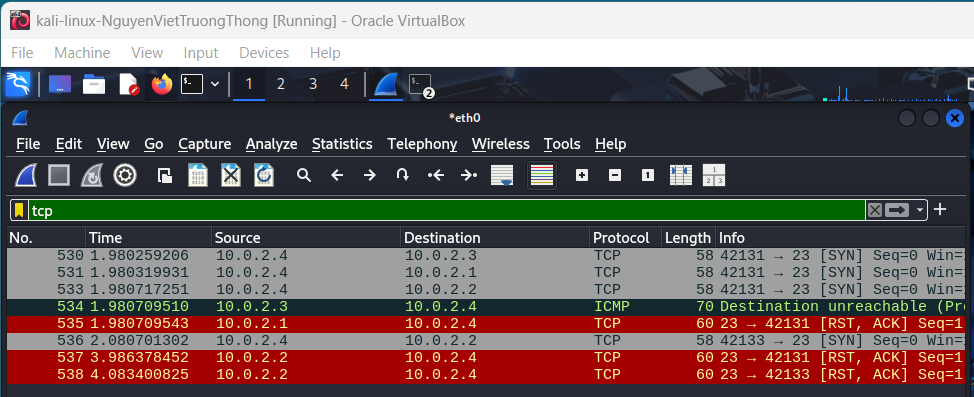 kali-linux-NguyenVietTruongThong [Running] - Oracle VirtualBox
File Machine View Input Devices Help
1 2 3 4 2
*eth0
File Edit View Go Capture Analyze Statistics Telephony Wireless Tools Help
tcp
No. Time Source Destination Protocol Length Info
530 1.980259206 10.0.2.4 10.0.2.3 TCP 58 42131 → 23 [SYN] Seq=0 Win=
531 1.980319931 10.0.2.4 10.0.2.1 TCP 58 42131 → 23 [SYN] Seq=0 Win=
533 1.980717251 10.0.2.4 10.0.2.2 TCP 58 42131 → 23 [SYN] Seq=0 Win=
534 1.980709510 10.0.2.3 10.0.2.4 ICMP 70 Destination unreachable (Pro
535 1.980709543 10.0.2.1 10.0.2.4 TCP 60 23 → 42131 [RST, ACK] Seq=1
536 2.080701302 10.0.2.4 10.0.2.2 TCP 58 42133 → 23 [SYN] Seq=0 Win=
537 3.986378452 10.0.2.2 10.0.2.4 TCP 60 23 → 42131 [RST, ACK] Seq=1
538 4.083400825 10.0.2.2 10.0.2.4 TCP 60 23 → 42133 [RST, ACK] Seq=1